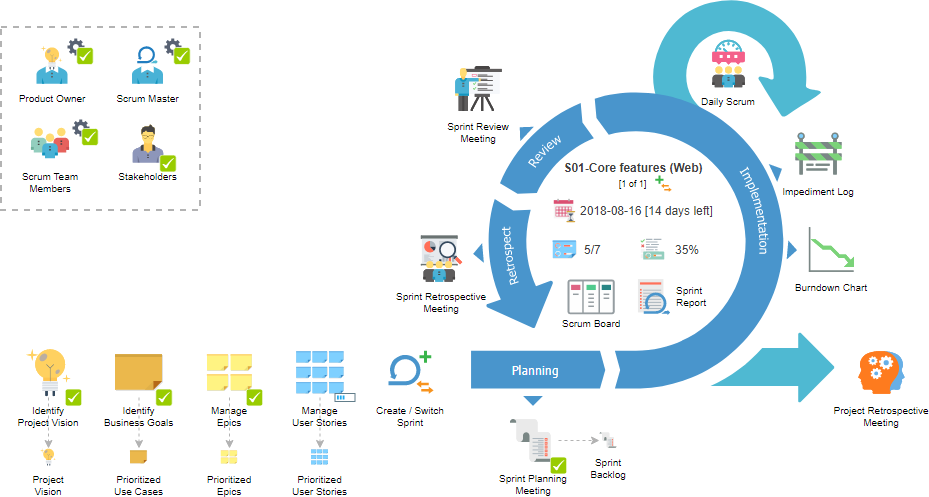 Product Owner
Scrum Master
Scrum Team
Members
Stakeholders
Daily Scrum
Sprint Review
Meeting
Review
Implementation
Impediment Log
S01-Core features (Web)
[1 of 1]
2018-08-16 [14 days left]
5/7
35%
Retrospect
Sprint Retrospective
Meeting
Burndown Chart
Scrum Board
Sprint
Report
Identify
Project Vision
Identify
Business Goals
Manage
Epics
Manage
User Stories
Create / Switch
Sprint
Planning
Project Retrospective
Meeting
Project
Vision
Prioritized
Use Cases
Prioritized
Epics
Prioritized
User Stories
Sprint Planning
Meeting
Sprint
Backlog